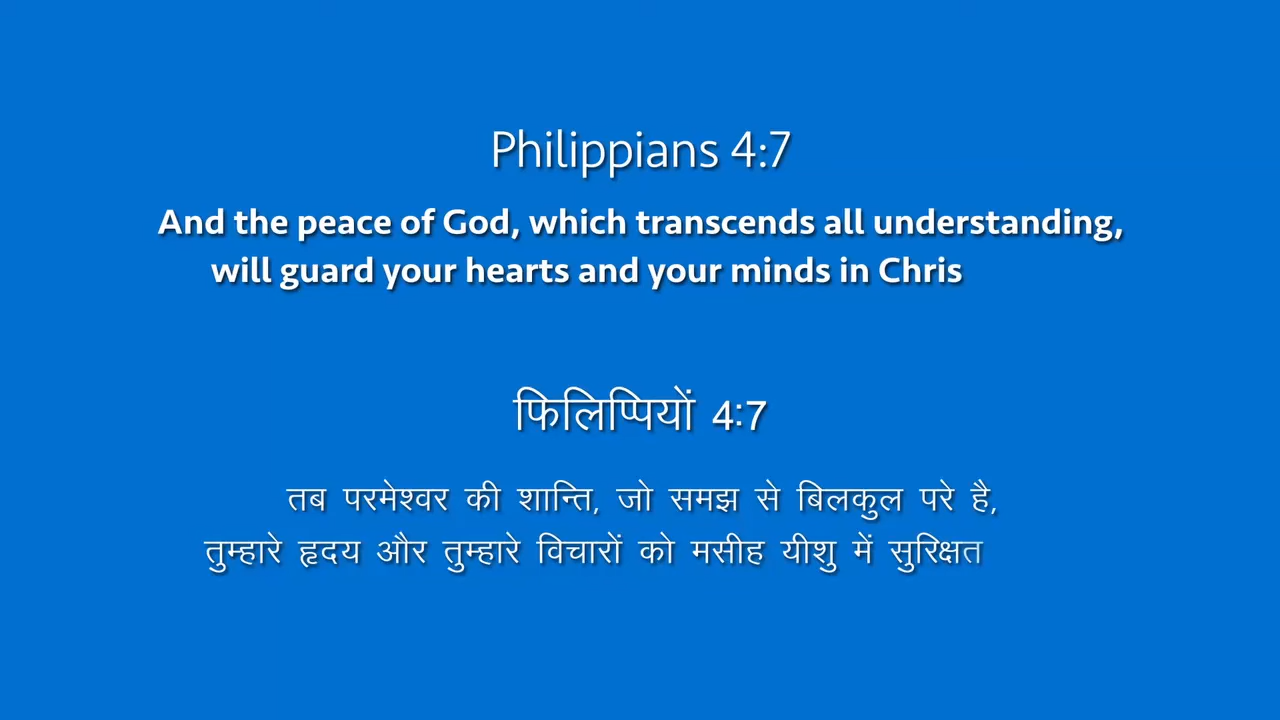 Philippians 4:7
And the peace of God, which transcends all understanding,
will guard your hearts and your minds in Chris
फिलिप्पियों 4:7
तब परमेश्वर की शान्ति, जो समझ से बिलकुल परे है,
तुम्हारे हृदय और तुम्हारे विचारों को मसीह यीशु में सुरिक्षत